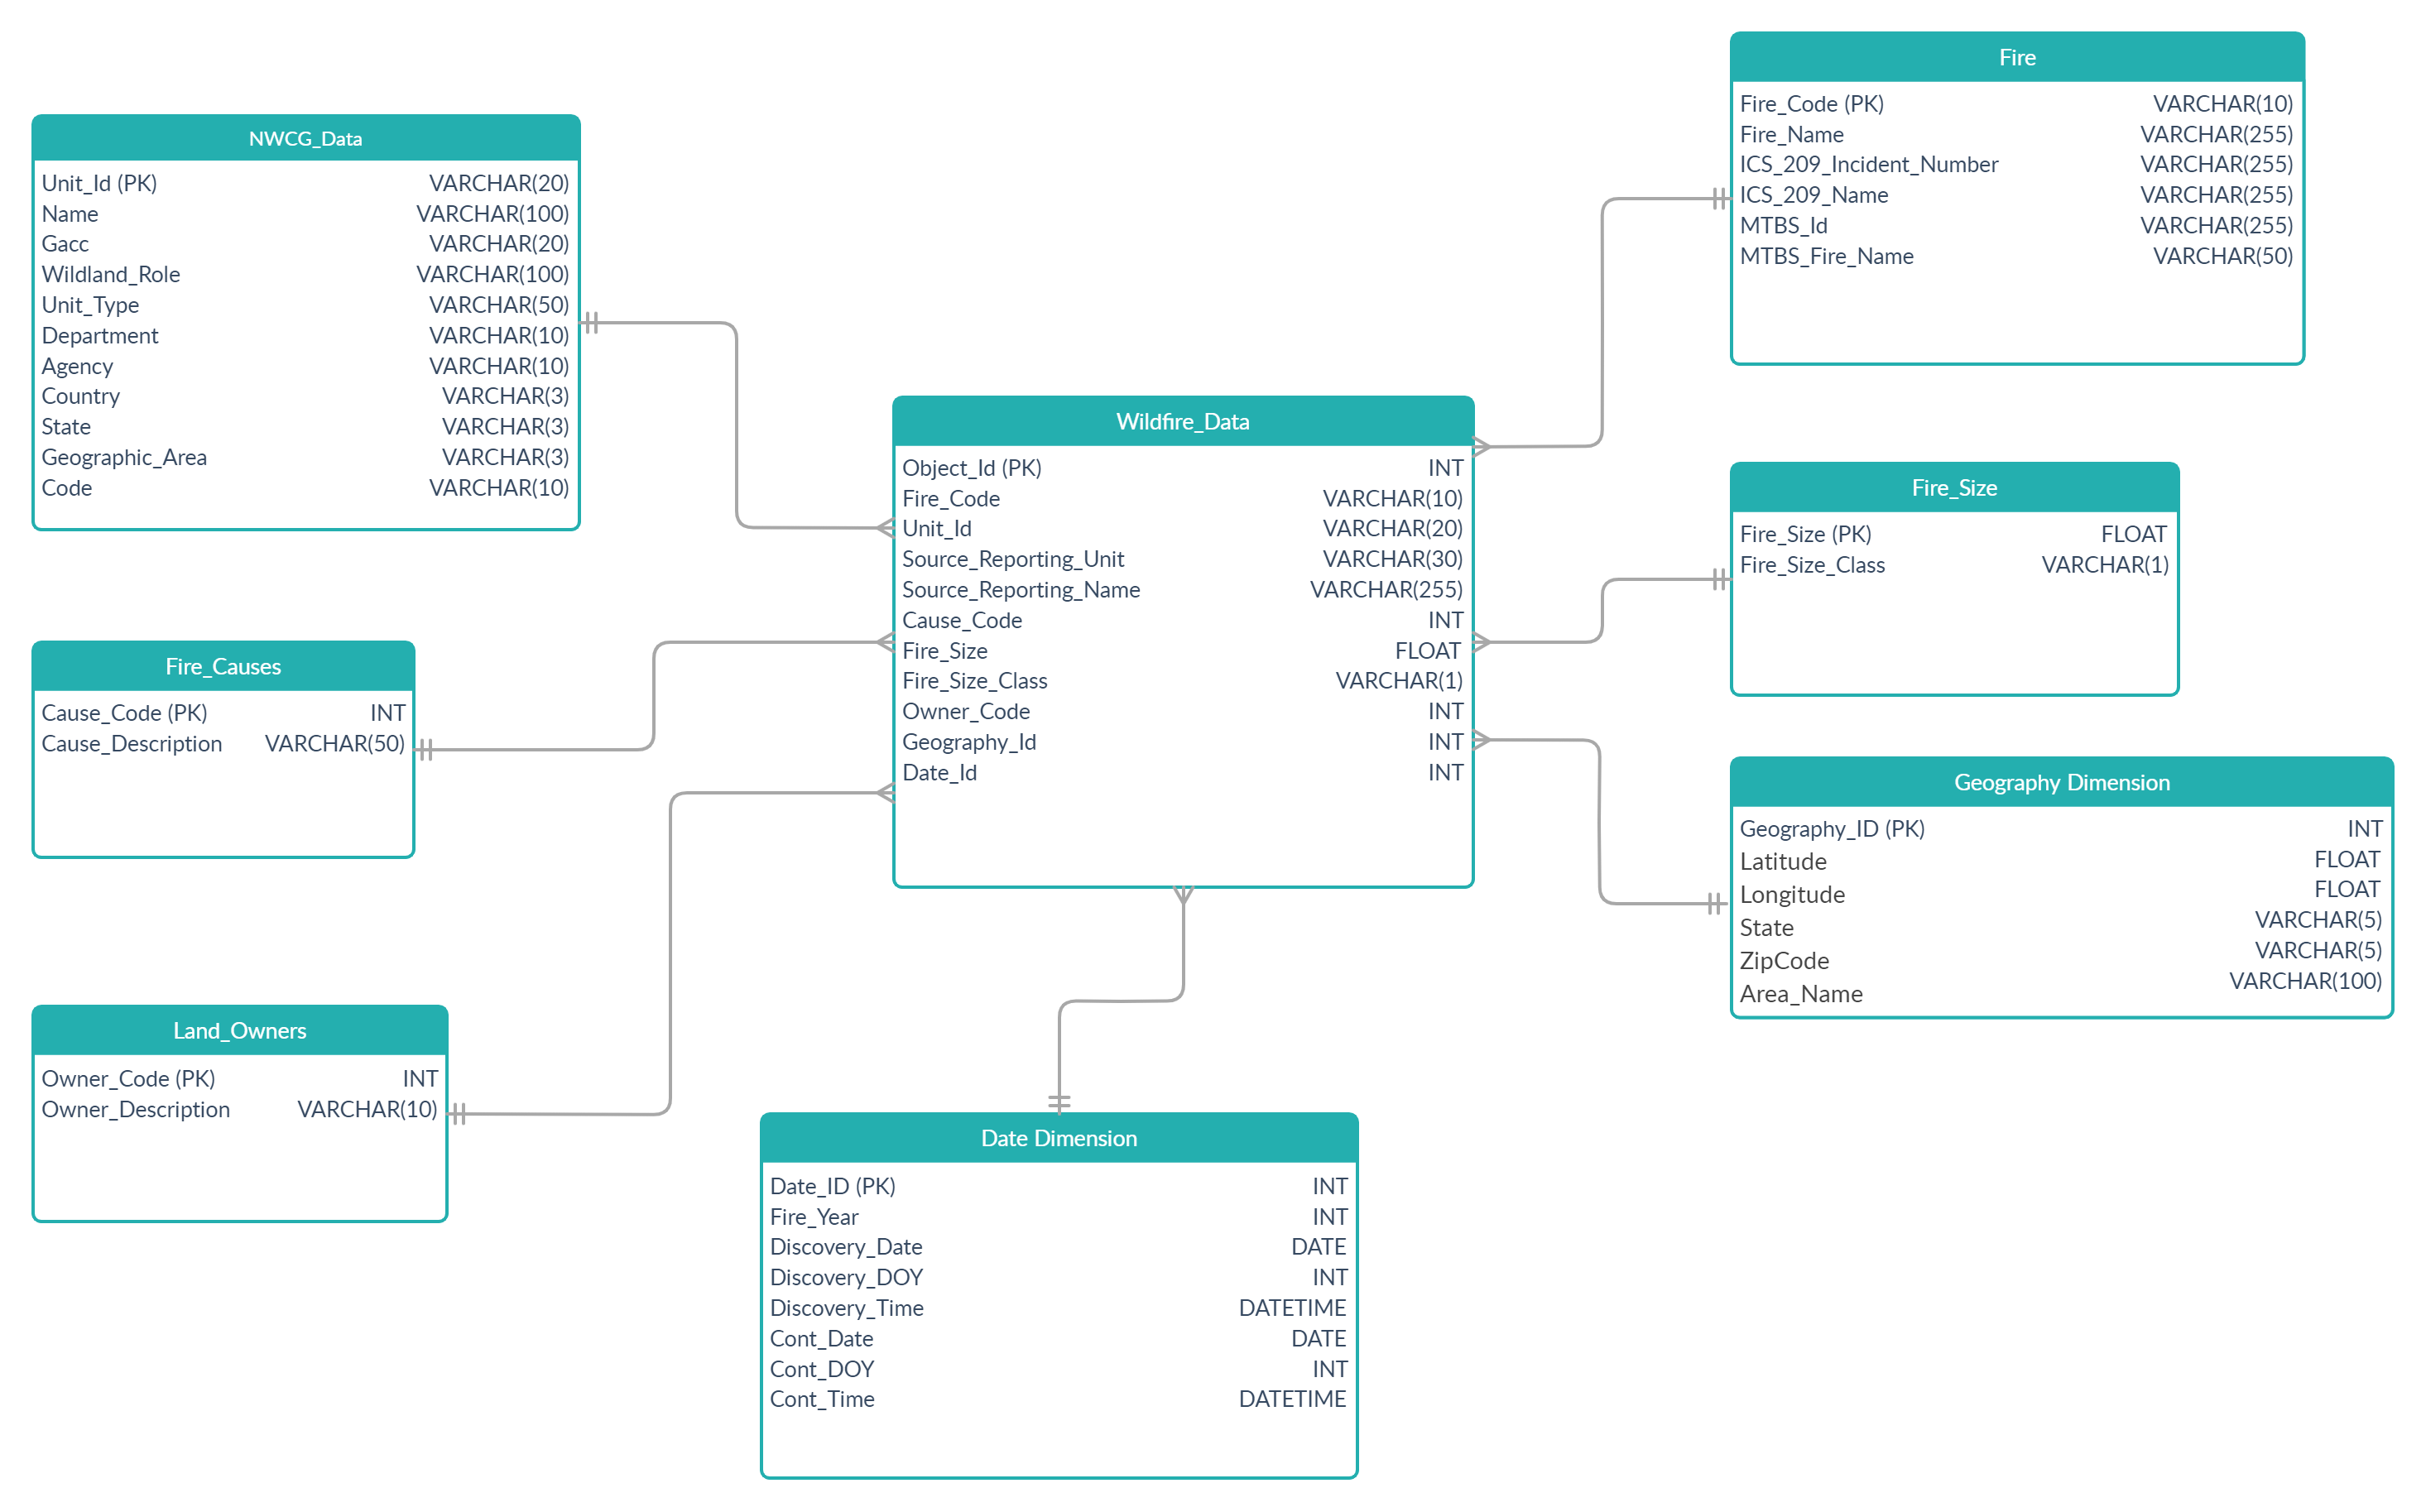 NWCG_Data
Unit_Id (PK) VARCHAR(20)
Name VARCHAR(100)
Gacc VARCHAR(20)
Wildland_Role VARCHAR(100)
Unit_Type VARCHAR(50)
Department VARCHAR(10)
Agency VARCHAR(10)
Country VARCHAR(3)
State VARCHAR(3)
Geographic_Area VARCHAR(3)
Code VARCHAR(10)
Fire_Causes
Cause_Code (PK) INT
Cause_Description VARCHAR(50)
Land_Owners
Owner_Code (PK) INT
Owner_Description VARCHAR(10)
Wildfire_Data
Object_Id (PK) INT
Fire_Code VARCHAR(10)
Unit_Id VARCHAR(20)
Source_Reporting_Unit VARCHAR(30)
Source_Reporting_Name VARCHAR(255)
Cause_Code INT
Fire_Size FLOAT
Fire_Size_Class VARCHAR(1)
Owner_Code INT
Geography_Id INT
Date_Id INT
Date Dimension
Date_ID (PK) INT
Fire_Year INT
Discovery_Date DATE
Discovery_DOY INT
Discovery_Time DATETIME
Cont_Date DATE
Cont_DOY INT
Cont_Time DATETIME
Fire
Fire_Code (PK) VARCHAR(10)
Fire_Name VARCHAR(255)
ICS_209_Incident_Number VARCHAR(255)
ICS_209_Name VARCHAR(255)
MTBS_Id VARCHAR(255)
MTBS_Fire_Name VARCHAR(50)
Fire_Size
Fire_Size (PK) FLOAT
Fire_Size_Class VARCHAR(1)
Geography Dimension
Geography_ID (PK) INT
Latitude FLOAT
Longitude FLOAT
State VARCHAR(5)
ZipCode VARCHAR(5)
Area_Name VARCHAR(100)